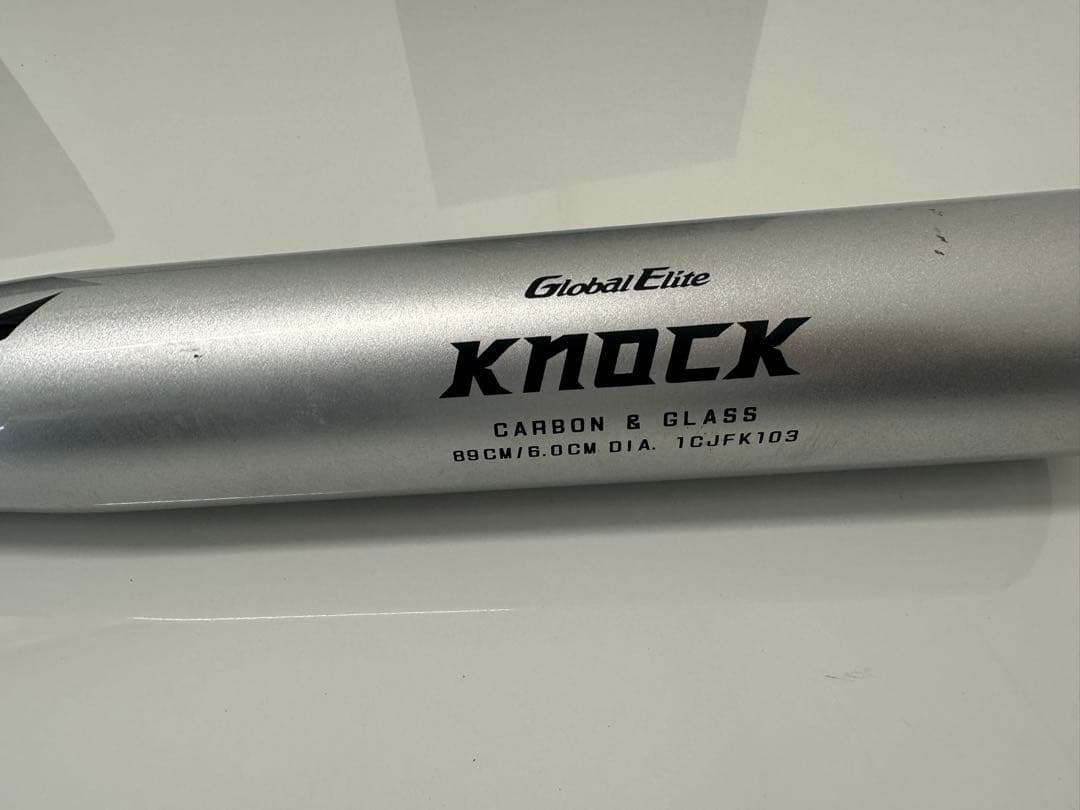 Global Elite
KNOCK
CARBON & GLASS
89CM/6.0CM DIA. 1CJFK103